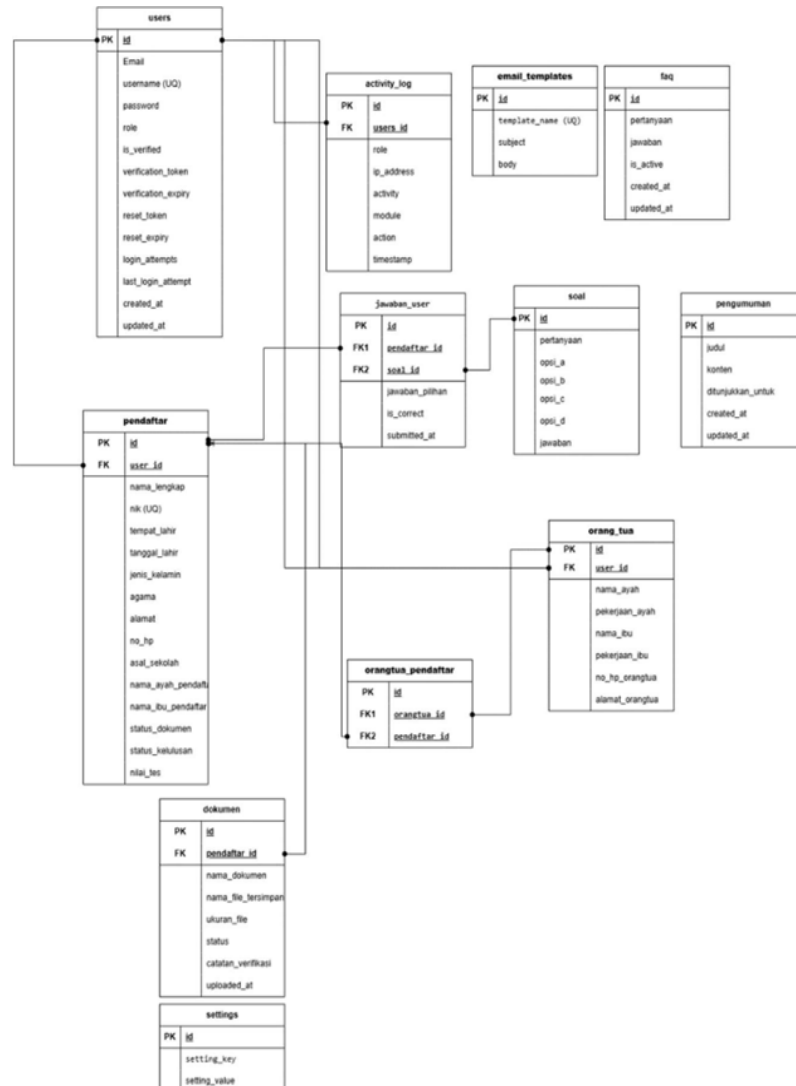 users
PK id
Email
username (UQ)
password
role
is_verified
verification_token
verification_expiry
reset_token
reset_expiry
login_attempts
last_login_attempt
created_at
updated_at
activity_log
PK id
FK users_id
role
ip_address
activity
module
action
timestamp
email_templates
PK id
template_name (UQ)
subject
body
faq
PK id
pertanyaan
jawaban
is_active
created_at
updated_at
jawaban_user
PK id
FK1 pendaftar_id
FK2 soal_id
jawaban_pilihan
is_correct
submitted_at
soal
PK id
pertanyaan
opsi_a
opsi_b
opsi_c
opsi_d
jawaban
pengumuman
PK id
judul
konten
ditunjukkan_untuk
created_at
updated_at
pendaftar
PK id
FK user_id
nama_lengkap
nik (UQ)
tempat_lahir
tanggal_lahir
jenis_kelamin
agama
alamat
no_hp
asal_sekolah
nama_ayah_pendafta
nama_ibu_pendaftar
status_dokumen
status_kelulusan
nilai_tes
orang_tua
PK id
FK user_id
nama_ayah
pekerjaan_ayah
nama_ibu
pekerjaan_ibu
no_hp_orangtua
alamat_orangtua
orangtua_pendaftar
PK id
FK1 orangtua_id
FK2 pendaftar_id
dokumen
PK id
FK pendaftar_id
nama_dokumen
nama_file_tersimpan
ukuran_file
status
catatan_verifikasi
uploaded_at
settings
PK id
setting_key
setting_value